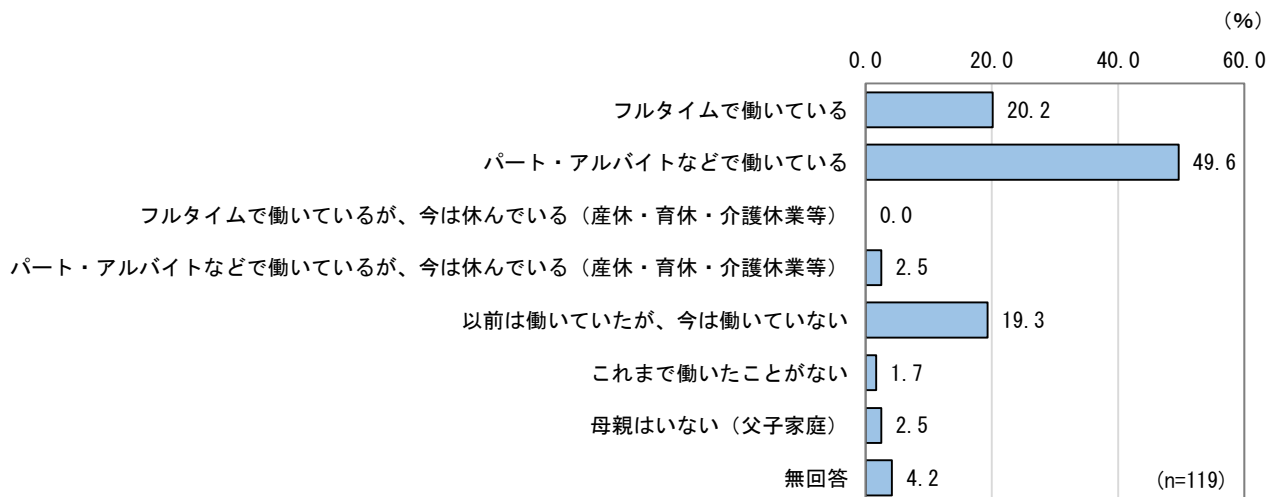 （％）
0.0 20.0 40.0 60.0
フルタイムで働いている 20.2
パート・アルバイトなどで働いている 49.6
フルタイムで働いているが、今は休んでいる（産休・育休・介護休業等） 0.0
パート・アルバイトなどで働いているが、今は休んでいる（産休・育休・介護休業等） 2.5
以前は働いていたが、今は働いていない 19.3
これまで働いたことがない 1.7
母親はいない（父子家庭） 2.5
無回答 4.2 (n=119)